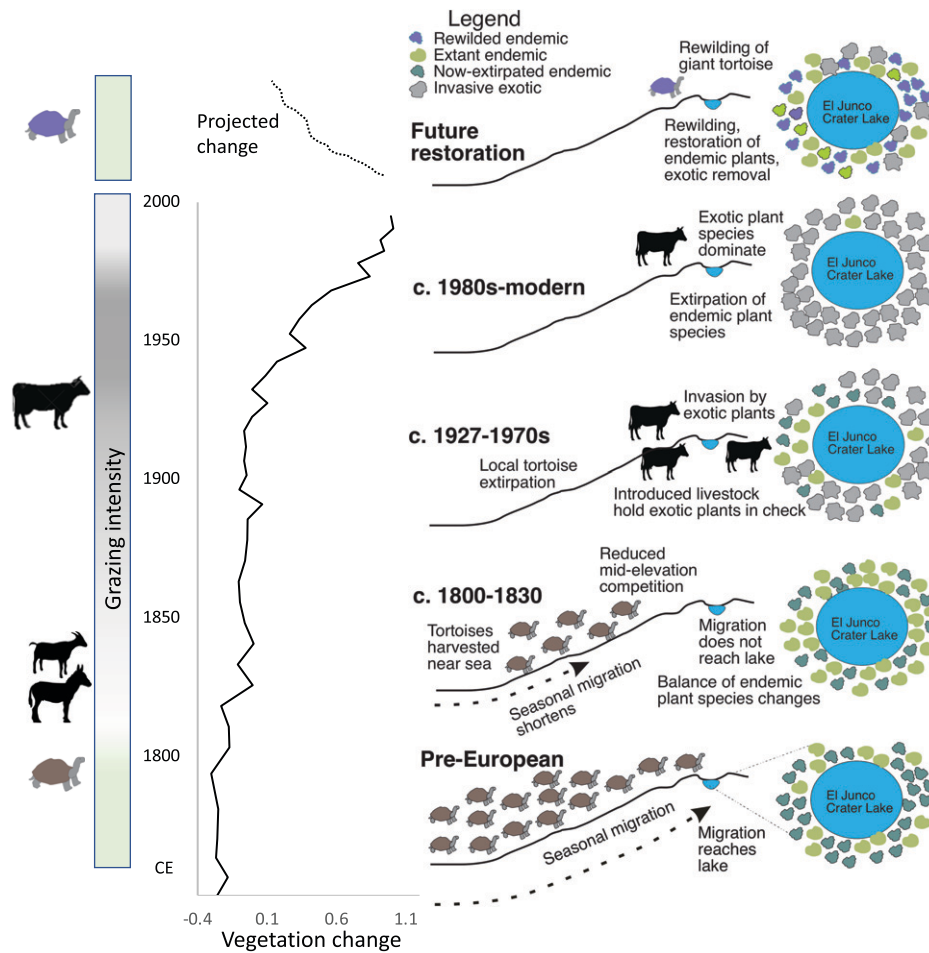 Legend
Rewilded endemic
Extant endemic
Now-extirpated endemic
Invasive exotic
Rewilding of
giant tortoise
El Junco
Crater Lake
Projected
change
Future
restoration
Rewilding,
restoration of
endemic plants,
exotic removal
2000
Exotic plant
species
dominate
El Junco
Crater Lake
c. 1980s-modern
Extirpation of
endemic plant
species
1950
Invasion by
exotic plants
c. 1927-1970s
El Junco
Crater Lake
Local tortoise
extirpation
1900
Introduced livestock
hold exotic plants in check
Grazing intensity
Reduced
mid-elevation
competition
c. 1800-1830
1850
Tortoises
harvested
near sea
Migration
does not
reach lake
El Junco
Crater Lake
Seasonal migration
shortens
Balance of endemic
plant species changes
1800
Pre-European
El Junco
Crater Lake
Seasonal migration
Migration
reaches
lake
CE
-0.4 0.1 0.6 1.1
Vegetation change